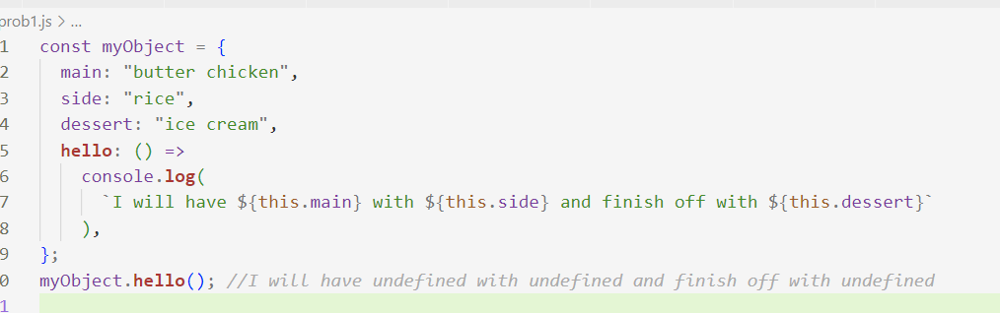 prob1.js > ...
1 const myObject = {
2 main: "butter chicken",
3 side: "rice",
4 dessert: "ice cream",
5 hello: () =>
6 console.log(
7 `I will have ${this.main} with ${this.side} and finish off with ${this.dessert}`
8 ),
9 };
0 myObject.hello(); //I will have undefined with undefined and finish off with undefined
1